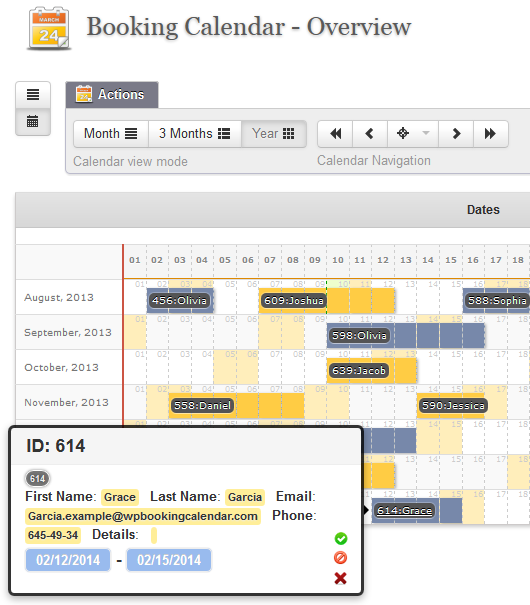 MARCH
24
Booking Calendar - Overview
24 Actions
Month 3 Months Year
Calendar view mode Calendar Navigation
Dates
01 02 03 04 05 06 07 08 09 10 11 12 13 14 15 16 17 18
August, 2013 456:Olivia 609:Joshua 588:Sophia
September, 2013 598:Olivia
October, 2013 639:Jacob
November, 2013 558:Daniel 590:Jessica
614:Grace
ID: 614
614
First Name: Grace Last Name: Garcia Email:
Garcia.example@wpbookingcalendar.com Phone:
645-49-34 Details:
02/12/2014 - 02/15/2014